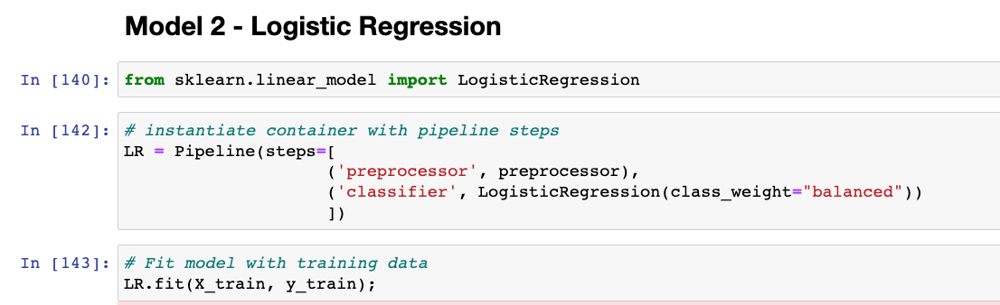 Model 2 - Logistic Regression
In [140]: from sklearn.linear_model import LogisticRegression
In [142]: # instantiate container with pipeline steps
LR = Pipeline(steps=[
('preprocessor', preprocessor),
('classifier', LogisticRegression(class_weight="balanced"))
])
In [143]: # Fit model with training data
LR.fit(X_train, y_train);